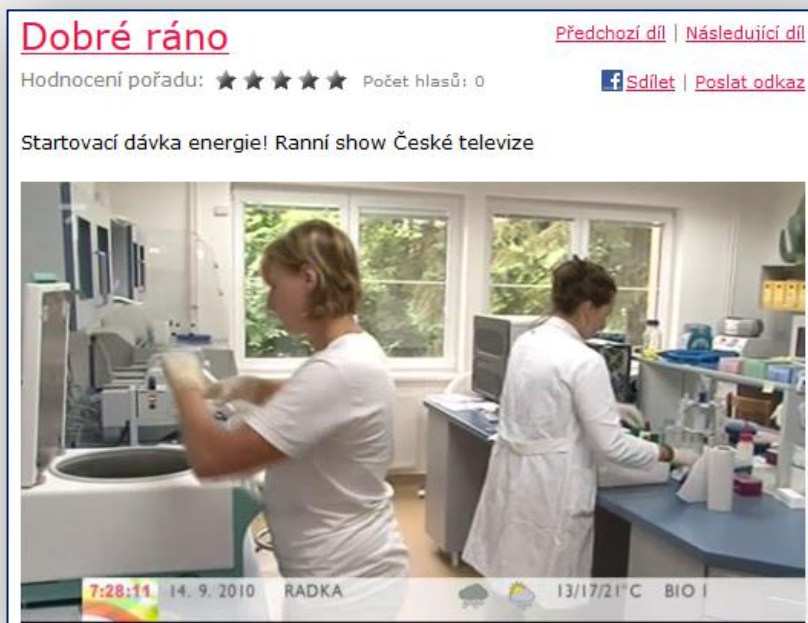 Dobré ráno
Předchozí díl | Následující díl
Hodnocení pořadu: Počet hlasů: 0
Sdílet | Poslat odkaz
Startovací dávka energie! Ranní show České televize
7:28:11 14. 9. 2010 RADKA 13/17/21°C BIO 1